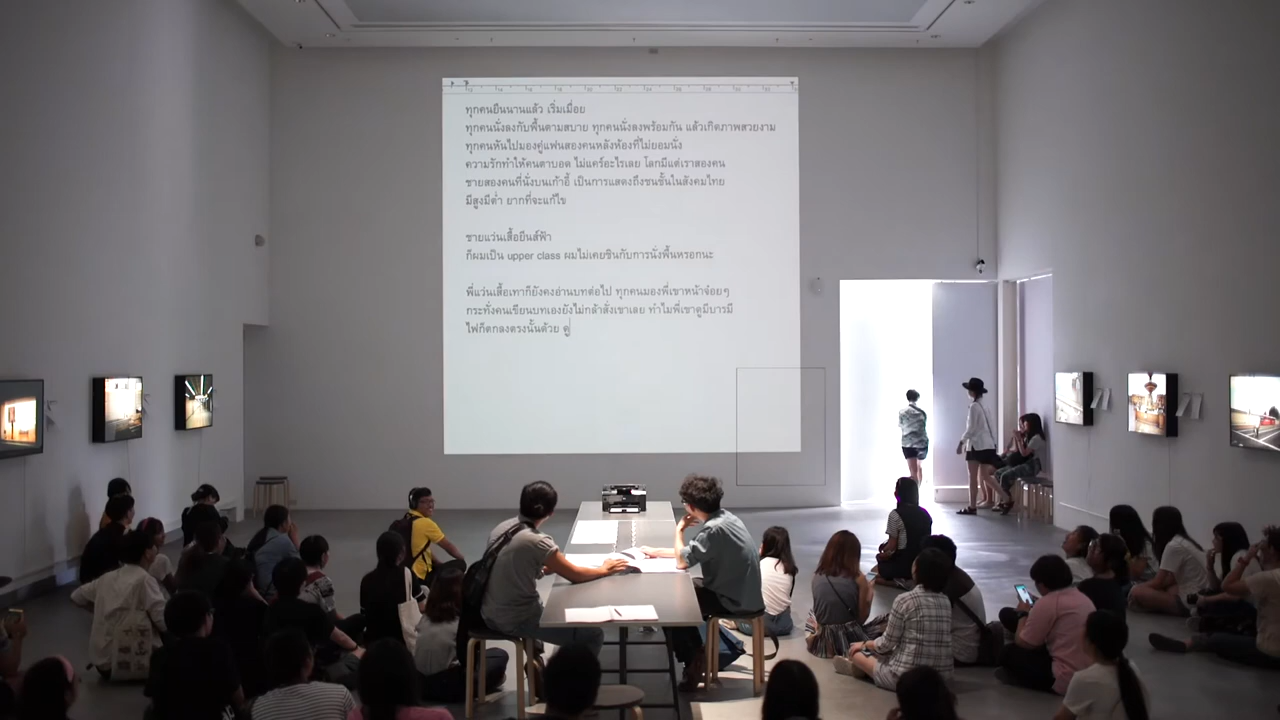 ทุกคนยืนนานแล้ว เริ่มเมื่อย
ทุกคนนั่งลงกับพื้นตามสบาย ทุกคนนั่งลงพร้อมกัน แล้วเกิดภาพสวยงาม
ทุกคนหันไปมองคู่แฟนสองคนหลังห้องที่ไม่ยอมนั่ง
ความรักทำให้คนตาบอด ไม่แคร์อะไรเลย โลกมีแต่เราสองคน
ชายสองคนที่นั่งบนเก้าอี้ เป็นการแสดงถึงชนชั้นในสังคมไทย
มีสูงมีต่ำ ยากที่จะแก้ไข
ชายแว่นเสื้อยีนส์ฟ้า
ก็ผมเป็น upper class ผมไม่เคยชินกับการนั่งพื้นหรอกนะ
พี่แว่นเสื้อเทาก็ยังคงอ่านบทต่อไป ทุกคนมองพี่เขาหน้าจ๋อยๆ
กระทั่งคนเขียนบทเองยังไม่กล้าสั่งเขาเลย ทำไมพี่เขาดูมีบารมี
ไฟก็ตกลงตรงนั้นด้วย ดู